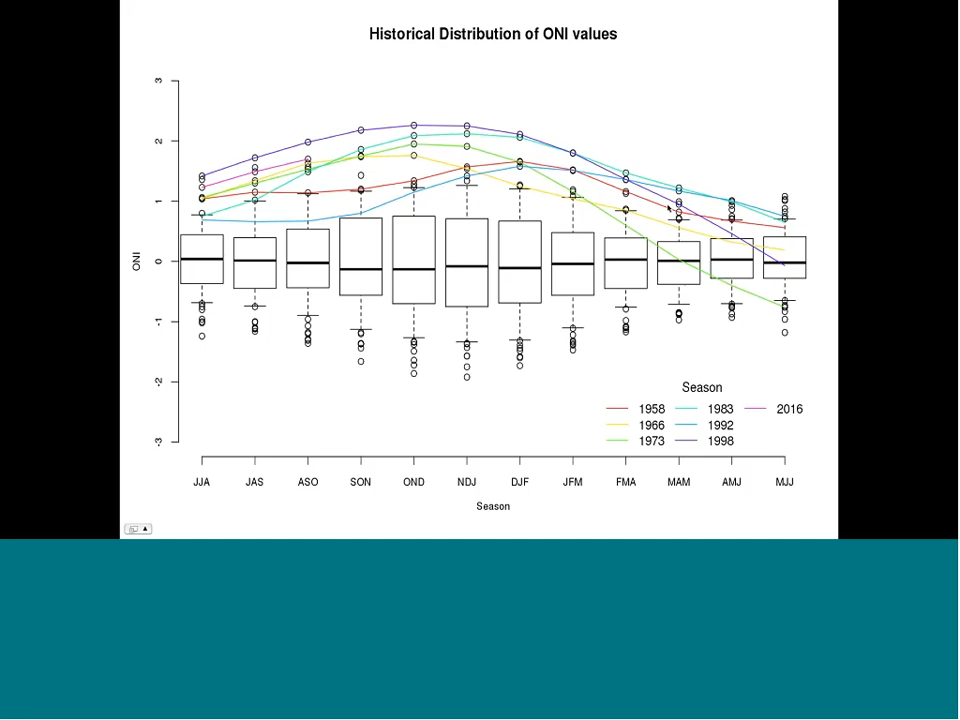 Historical Distribution of ONI values
3
2
1
0
-1
-2
-3
ONI
Season
1958 1983 2016
1966 1992
1973 1998
JJA JAS ASO SON OND NDJ DJF JFM FMA MAM AMJ MJJ
Season